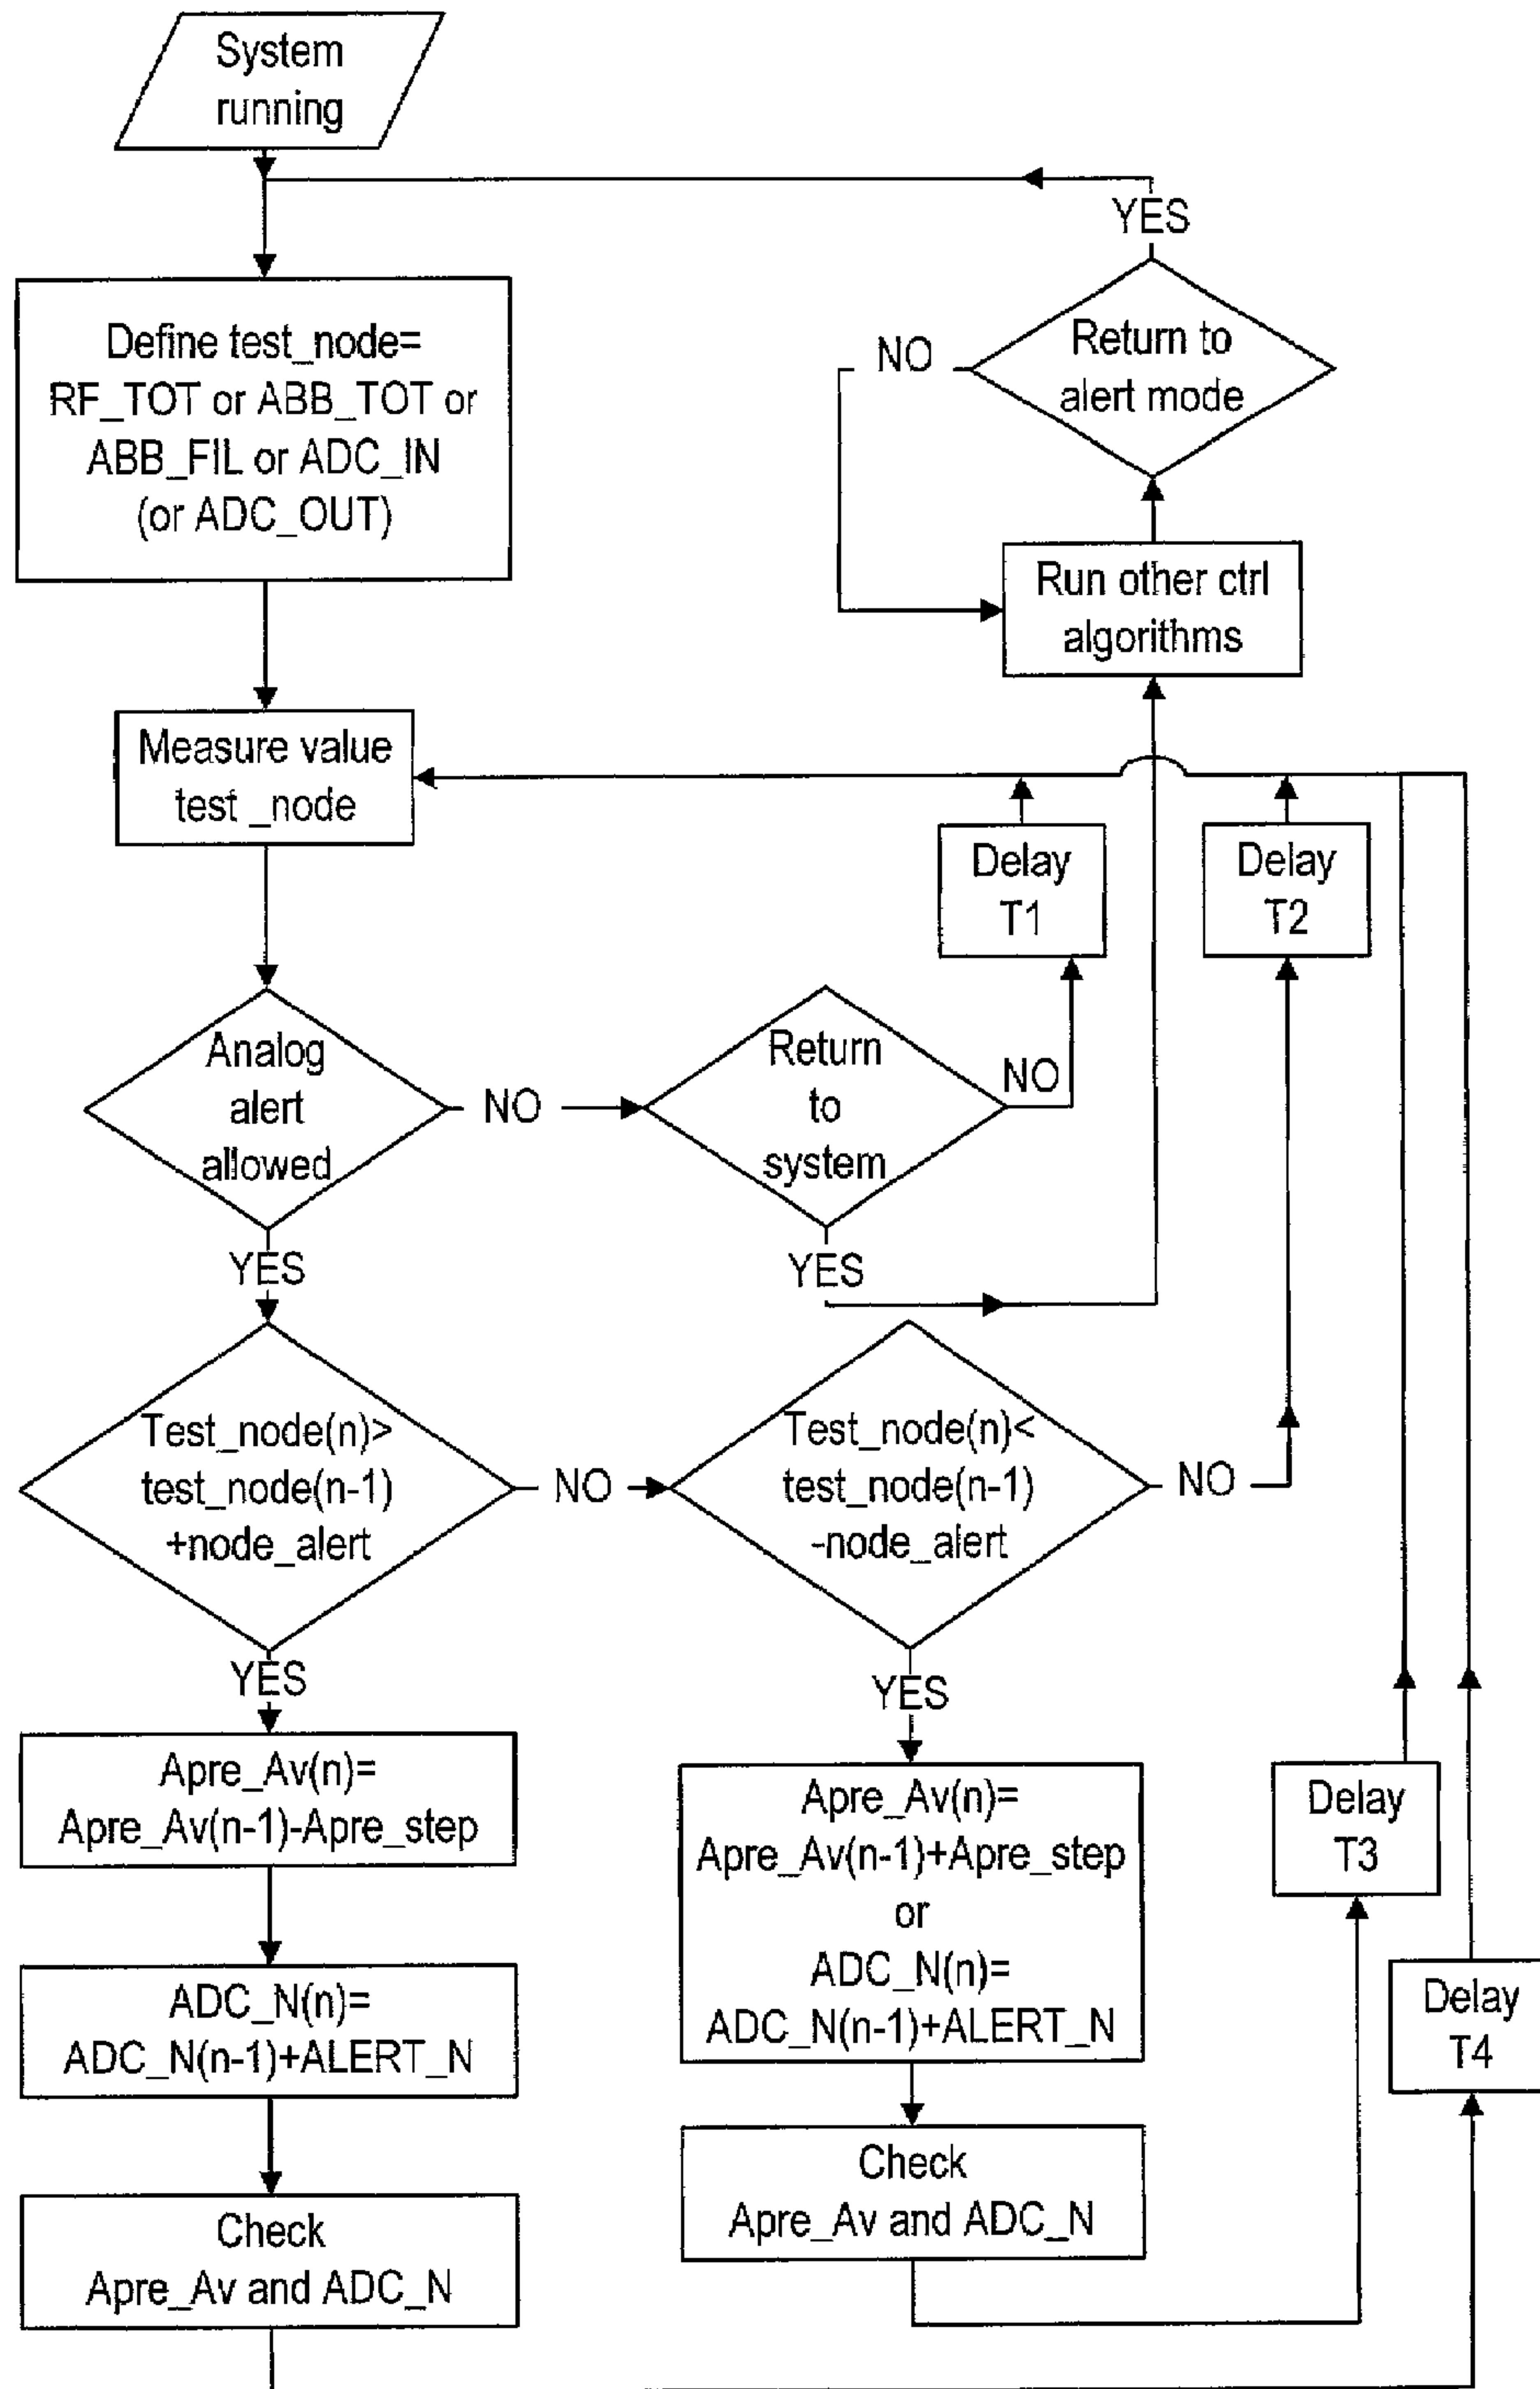 System
running
YES
Return to
alert mode
NO
Define test_node=
RF_TOT or ABB_TOT or
ABB_FIL or ADC_IN
(or ADC_OUT)
Run other ctrl
algorithms
Measure value
test _node
Delay
T1
Delay
T2
Analog
alert
allowed
NO
Return
to
system
NO
YES
YES
Test_node(n)>
test_node(n-1)
+node_alert
NO
Test_node(n)<
test_node(n-1)
-node_alert
NO
YES
YES
Apre_Av(n)=
Apre_Av(n-1)-Apre_step
Apre_Av(n)=
Apre_Av(n-1)+Apre_step
or
ADC_N(n)=
ADC_N(n-1)+ALERT_N
Delay
T3
ADC_N(n)=
ADC_N(n-1)+ALERT_N
Delay
T4
Check
Apre_Av and ADC_N
Check
Apre_Av and ADC_N